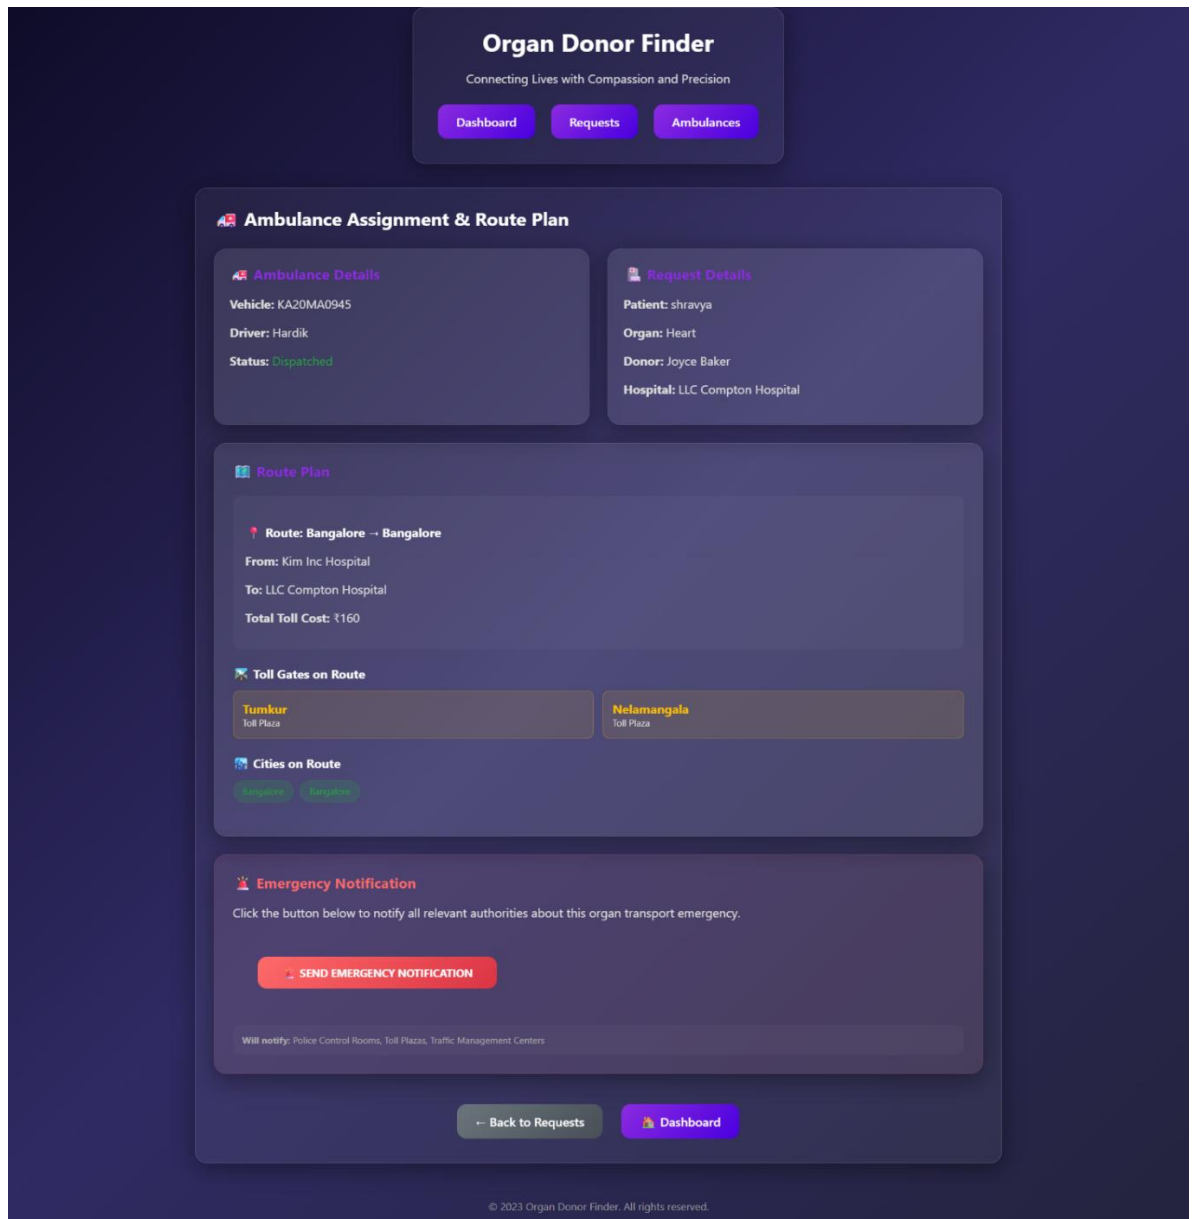 Organ Donor Finder
Connecting Lives with Compassion and Precision
Dashboard Requests Ambulances
Ambulance Assignment & Route Plan
Ambulance Details
Vehicle: KA20MA0945
Driver: Hardik
Status: Dispatched
Request Details
Patient: shravya
Organ: Heart
Donor: Joyce Baker
Hospital: LLC Compton Hospital
Route Plan
Route: Bangalore → Bangalore
From: Kim Inc Hospital
To: LLC Compton Hospital
Total Toll Cost: ₹160
Toll Gates on Route
Tumkur
Toll Plaza
Nelamangala
Toll Plaza
Cities on Route
Bangalore Bangalore
Emergency Notification
Click the button below to notify all relevant authorities about this organ transport emergency.
SEND EMERGENCY NOTIFICATION
Will notify: Police Control Rooms, Toll Plazas, Traffic Management Centers
← Back to Requests Dashboard
© 2023 Organ Donor Finder. All rights reserved.